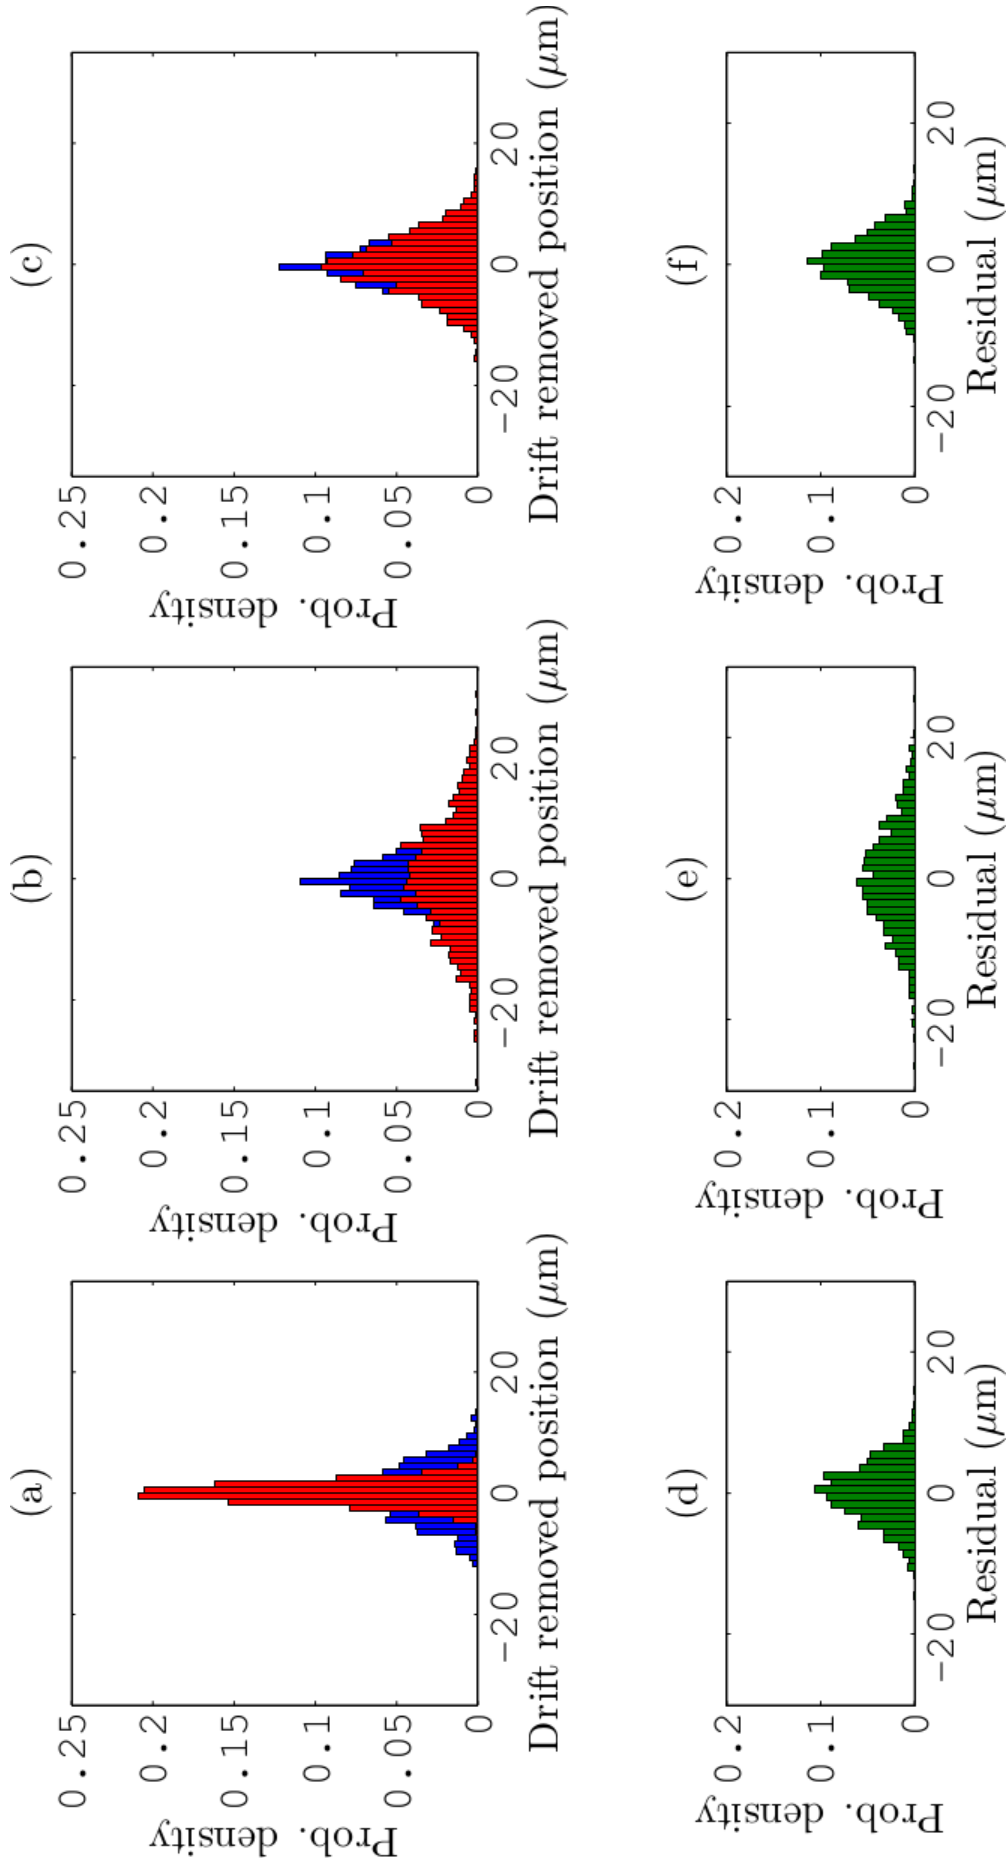 (a)
0.25
0.2
0.15
0.1
0.05
0
Prob. density
−20 0 20
Drift removed position (μm)
(b)
0.25
0.2
0.15
0.1
0.05
0
Prob. density
−20 0 20
Drift removed position (μm)
(c)
0.25
0.2
0.15
0.1
0.05
0
Prob. density
−20 0 20
Drift removed position (μm)
(d)
0.2
0.1
0
Prob. density
−20 0 20
Residual (μm)
(e)
0.2
0.1
0
Prob. density
−20 0 20
Residual (μm)
(f)
0.2
0.1
0
Prob. density
−20 0 20
Residual (μm)